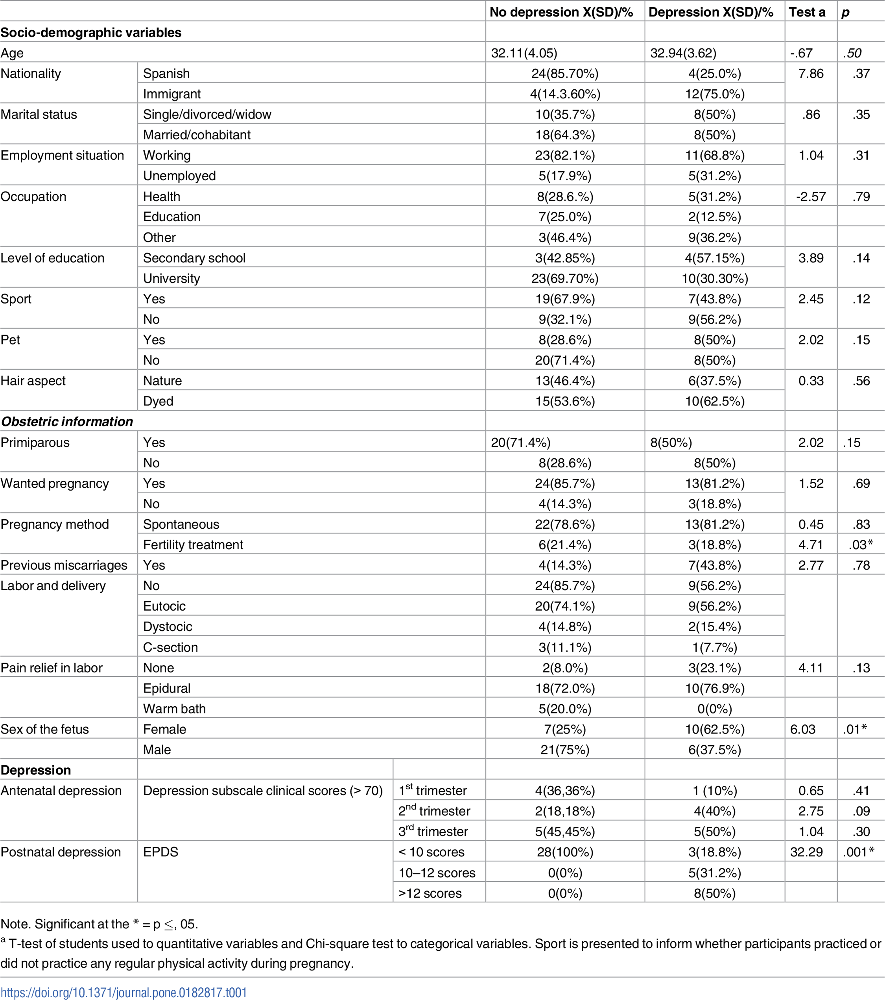 No depression X(SD)/% Depression X(SD)/% Test a p
Socio-demographic variables
Age 32.11(4.05) 32.94(3.62) -.67 .50
Nationality Spanish 24(85.70%) 4(25.0%) 7.86 .37
Immigrant 4(14.3.60%) 12(75.0%)
Marital status Single/divorced/widow 10(35.7%) 8(50%) .86 .35
Married/cohabitant 18(64.3%) 8(50%)
Employment situation Working 23(82.1%) 11(68.8%) 1.04 .31
Unemployed 5(17.9%) 5(31.2%)
Occupation Health 8(28.6.%) 5(31.2%) -2.57 .79
Education 7(25.0%) 2(12.5%)
Other 3(46.4%) 9(36.2%)
Level of education Secondary school 3(42.85%) 4(57.15%) 3.89 .14
University 23(69.70%) 10(30.30%)
Sport Yes 19(67.9%) 7(43.8%) 2.45 .12
No 9(32.1%) 9(56.2%)
Pet Yes 8(28.6%) 8(50%) 2.02 .15
No 20(71.4%) 8(50%)
Hair aspect Nature 13(46.4%) 6(37.5%) 0.33 .56
Dyed 15(53.6%) 10(62.5%)
Obstetric information
Primiparous Yes 20(71.4%) 8(50%) 2.02 .15
No 8(28.6%) 8(50%)
Wanted pregnancy Yes 24(85.7%) 13(81.2%) 1.52 .69
No 4(14.3%) 3(18.8%)
Pregnancy method Spontaneous 22(78.6%) 13(81.2%) 0.45 .83
Fertility treatment 6(21.4%) 3(18.8%) 4.71 .03*
Previous miscarriages Yes 4(14.3%) 7(43.8%) 2.77 .78
Labor and delivery No 24(85.7%) 9(56.2%)
Eutocic 20(74.1%) 9(56.2%)
Dystocic 4(14.8%) 2(15.4%)
C-section 3(11.1%) 1(7.7%)
Pain relief in labor None 2(8.0%) 3(23.1%) 4.11 .13
Epidural 18(72.0%) 10(76.9%)
Warm bath 5(20.0%) 0(0%)
Sex of the fetus Female 7(25%) 10(62.5%) 6.03 .01*
Male 21(75%) 6(37.5%)
Depression
Antenatal depression Depression subscale clinical scores (> 70) 1st trimester 4(36,36%) 1 (10%) 0.65 .41
2nd trimester 2(18,18%) 4(40%) 2.75 .09
3rd trimester 5(45,45%) 5(50%) 1.04 .30
Postnatal depression EPDS < 10 scores 28(100%) 3(18.8%) 32.29 .001*
10–12 scores 0(0%) 5(31.2%)
>12 scores 0(0%) 8(50%)
Note. Significant at the * = p ≤, 05.
a T-test of students used to quantitative variables and Chi-square test to categorical variables. Sport is presented to inform whether participants practiced or
did not practice any regular physical activity during pregnancy.
https://doi.org/10.1371/journal.pone.0182817.t001